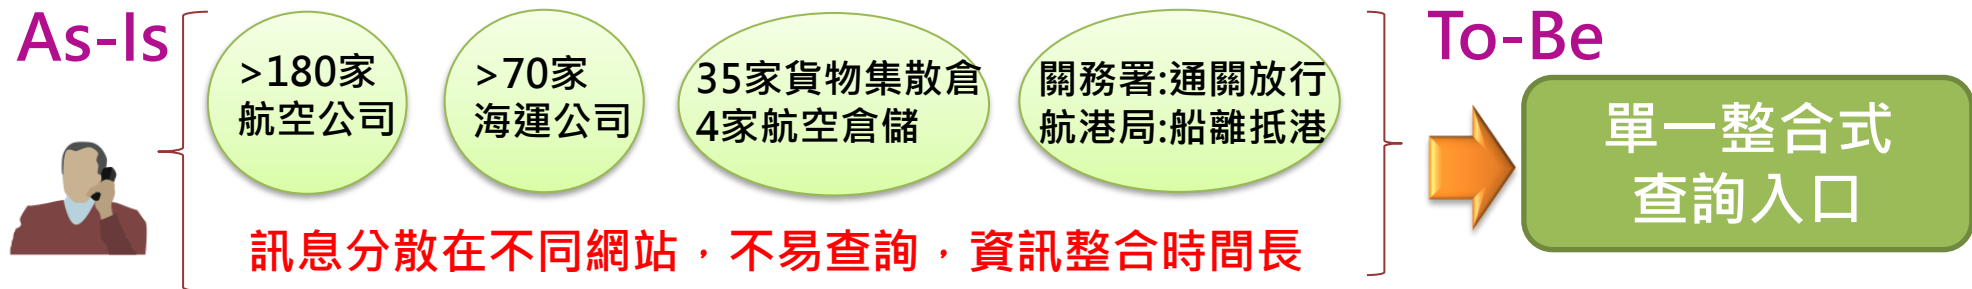 As-Is
>180家
航空公司
>70家
海運公司
35家貨物集散倉
4家航空倉儲
關務署:通關放行
航港局:船離抵港
訊息分散在不同網站，不易查詢，資訊整合時間長
To-Be
單一整合式
查詢入口